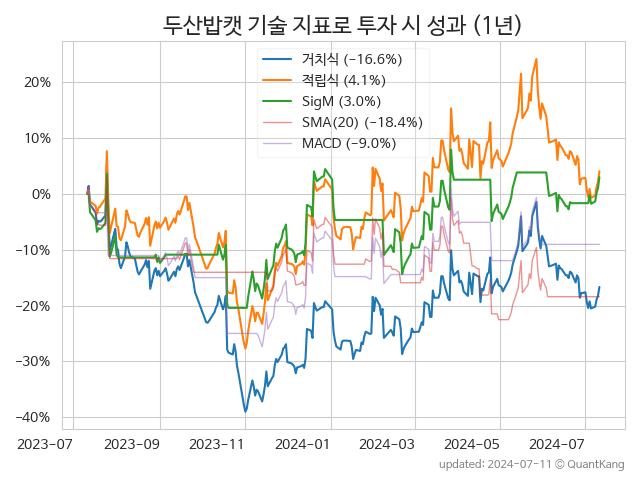 두산밥캣 기술 지표로 투자 시 성과 (1년)
거치식 (−16.6%)
적립식 (4.1%)
SigM (3.0%)
SMA(20) (−18.4%)
MACD (−9.0%)
20%
10%
0%
−10%
−20%
−30%
−40%
2023-07 2023-09 2023-11 2024-01 2024-03 2024-05 2024-07
updated: 2024-07-11 © QuantKang